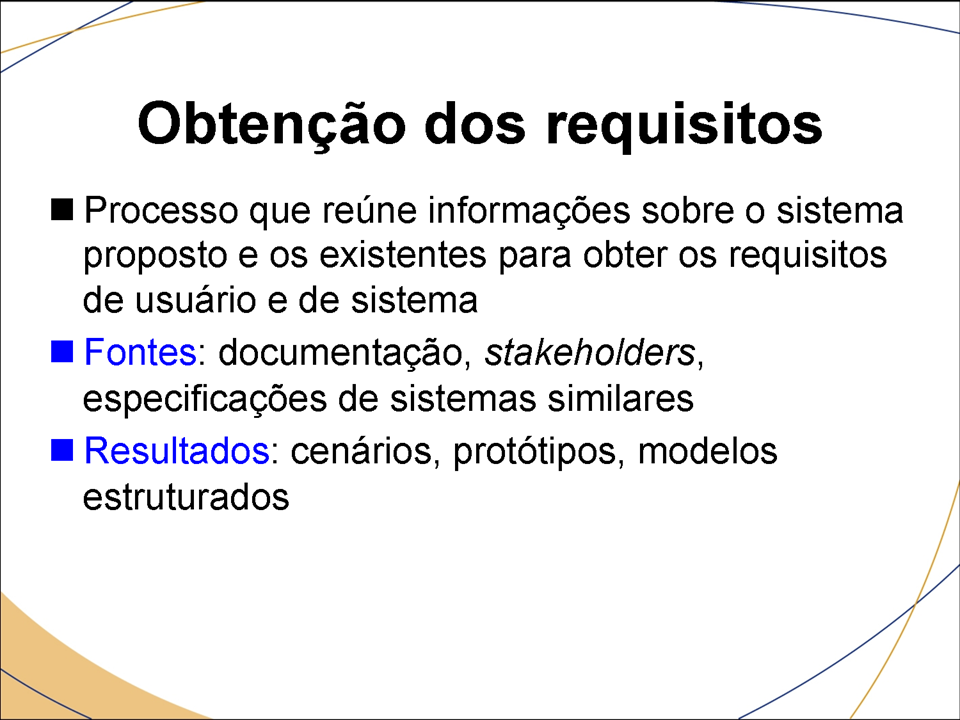 Obtenção dos requisitos
Processo que reúne informações sobre o sistema
proposto e os existentes para obter os requisitos
de usuário e de sistema
Fontes: documentação, stakeholders,
especificações de sistemas similares
Resultados: cenários, protótipos, modelos
estruturados